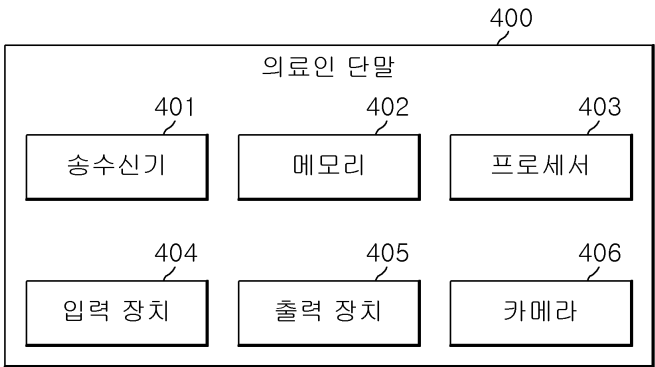 400
의료인 단말
401 402 403
송수신기 메모리 프로세서
404 405 406
입력 장치 출력 장치 카메라